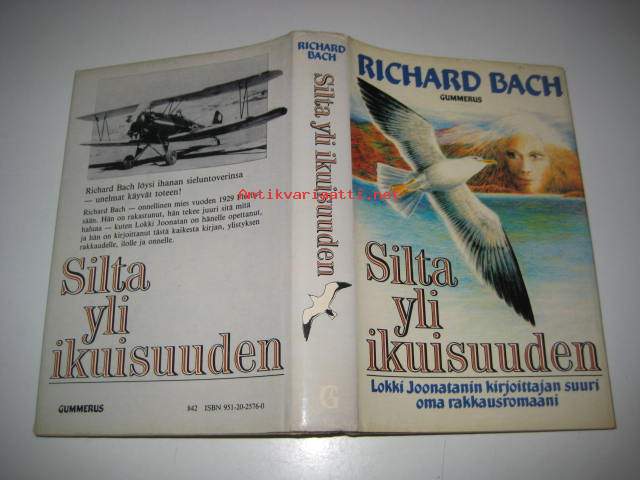 Richard Bach löysi ihanan sieluntoverinsa
— unelmat käyvät toteen!
Richard Bach — onnellinen mies vuoden 1929
sään. Hän on rakastunut, hän tekee juuri sitä mitä
haluaa — kuten Lokki Joonatan on hänelle opettanut,
ja hän on kirjoittanut tästä kaikesta kirjan, ylistyksen
rakkaudelle, ilolle ja onnelle.
Silta
yli
ikuisuuden
GUMMERUS
842 ISBN 951-20-2576-0
RICHARD
BACH
Silta yli ikuisuuden
G
RICHARD BACH
GUMMERUS
Silta
yli
ikuisuuden
Lokki Joonatanin kirjoittajan suuri
oma rakkausromaani
Antikvariaatti.net